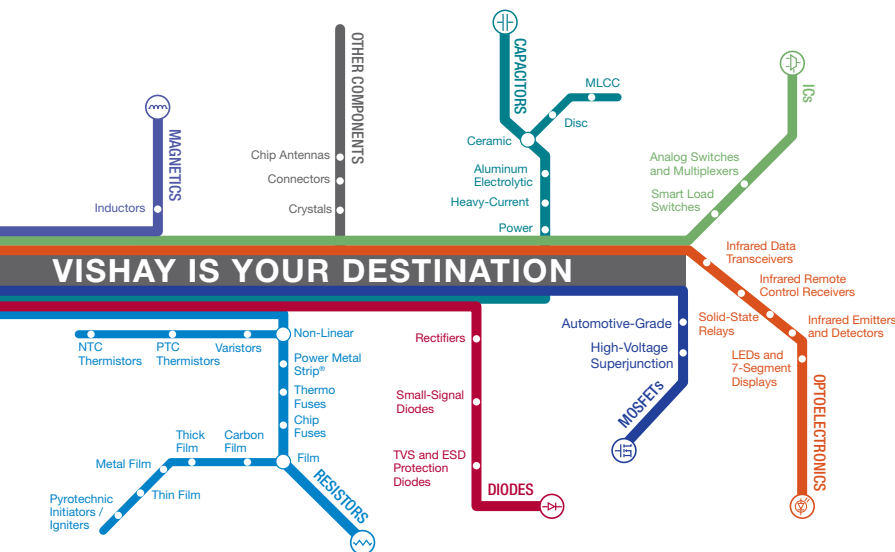 OTHER COMPONENTS
CAPACITORS
ICs
MAGNETICS
MLCC
Disc
Ceramic
Chip Antennas
Connectors
Crystals
Inductors
Aluminum
Electrolytic
Heavy-Current
Power
Analog Switches
and Multiplexers
Smart Load
Switches
VISHAY IS YOUR DESTINATION
Infrared Data
Transceivers
Infrared Remote
Control Receivers
Solid-State
Relays
Infrared Emitters
and Detectors
LEDs and
7-Segment
Displays
OPTOELECTRONICS
Automotive-Grade
High-Voltage
Superjunction
MOSFETs
Rectifiers
Small-Signal
Diodes
TVS and ESD
Protection
Diodes
DIODES
NTC
Thermistors
PTC
Thermistors
Varistors
Non-Linear
Power Metal
Strip®
Thermo
Fuses
Chip
Fuses
Film
Carbon
Film
Thick
Film
Metal Film
Thin Film
Pyrotechnic
Initiators /
Igniters
RESISTORS